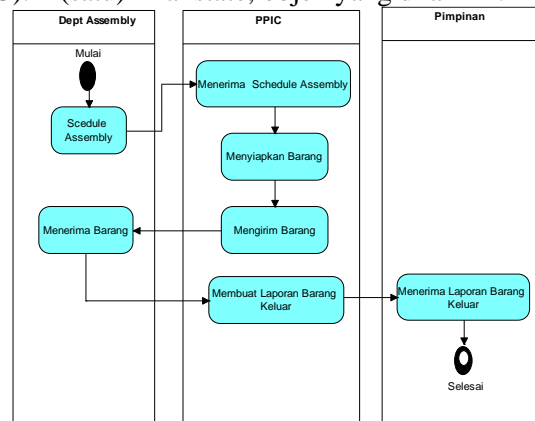 Dept Assembly
PPIC
Pimpinan
Mulai
Scedule
Assembly
Menerima Schedule Assembly
Menyiapkan Barang
Mengirim Barang
Menerima Barang
Membuat Laporan Barang
Keluar
Menerima Laporan Barang
Keluar
Selesai